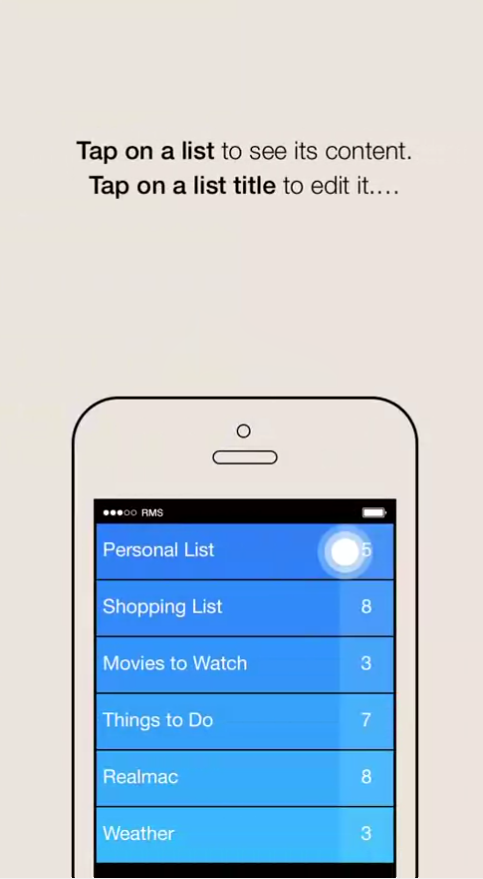 Tap on a list to see its content.
Tap on a list title to edit it....
RMS
Personal List 5
Shopping List 8
Movies to Watch 3
Things to Do 7
Realmac 8
Weather 3